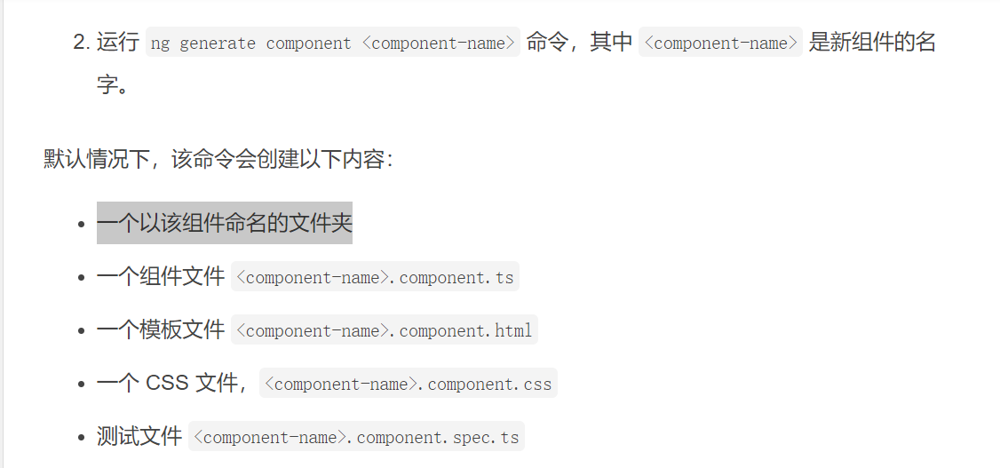 2. 运行 ng generate component <component-name> 命令，其中 <component-name> 是新组件的名
字。
默认情况下，该命令会创建以下内容：
• 一个以该组件命名的文件夹
• 一个组件文件 <component-name>.component.ts
• 一个模板文件 <component-name>.component.html
• 一个 CSS 文件，<component-name>.component.css
• 测试文件 <component-name>.component.spec.ts